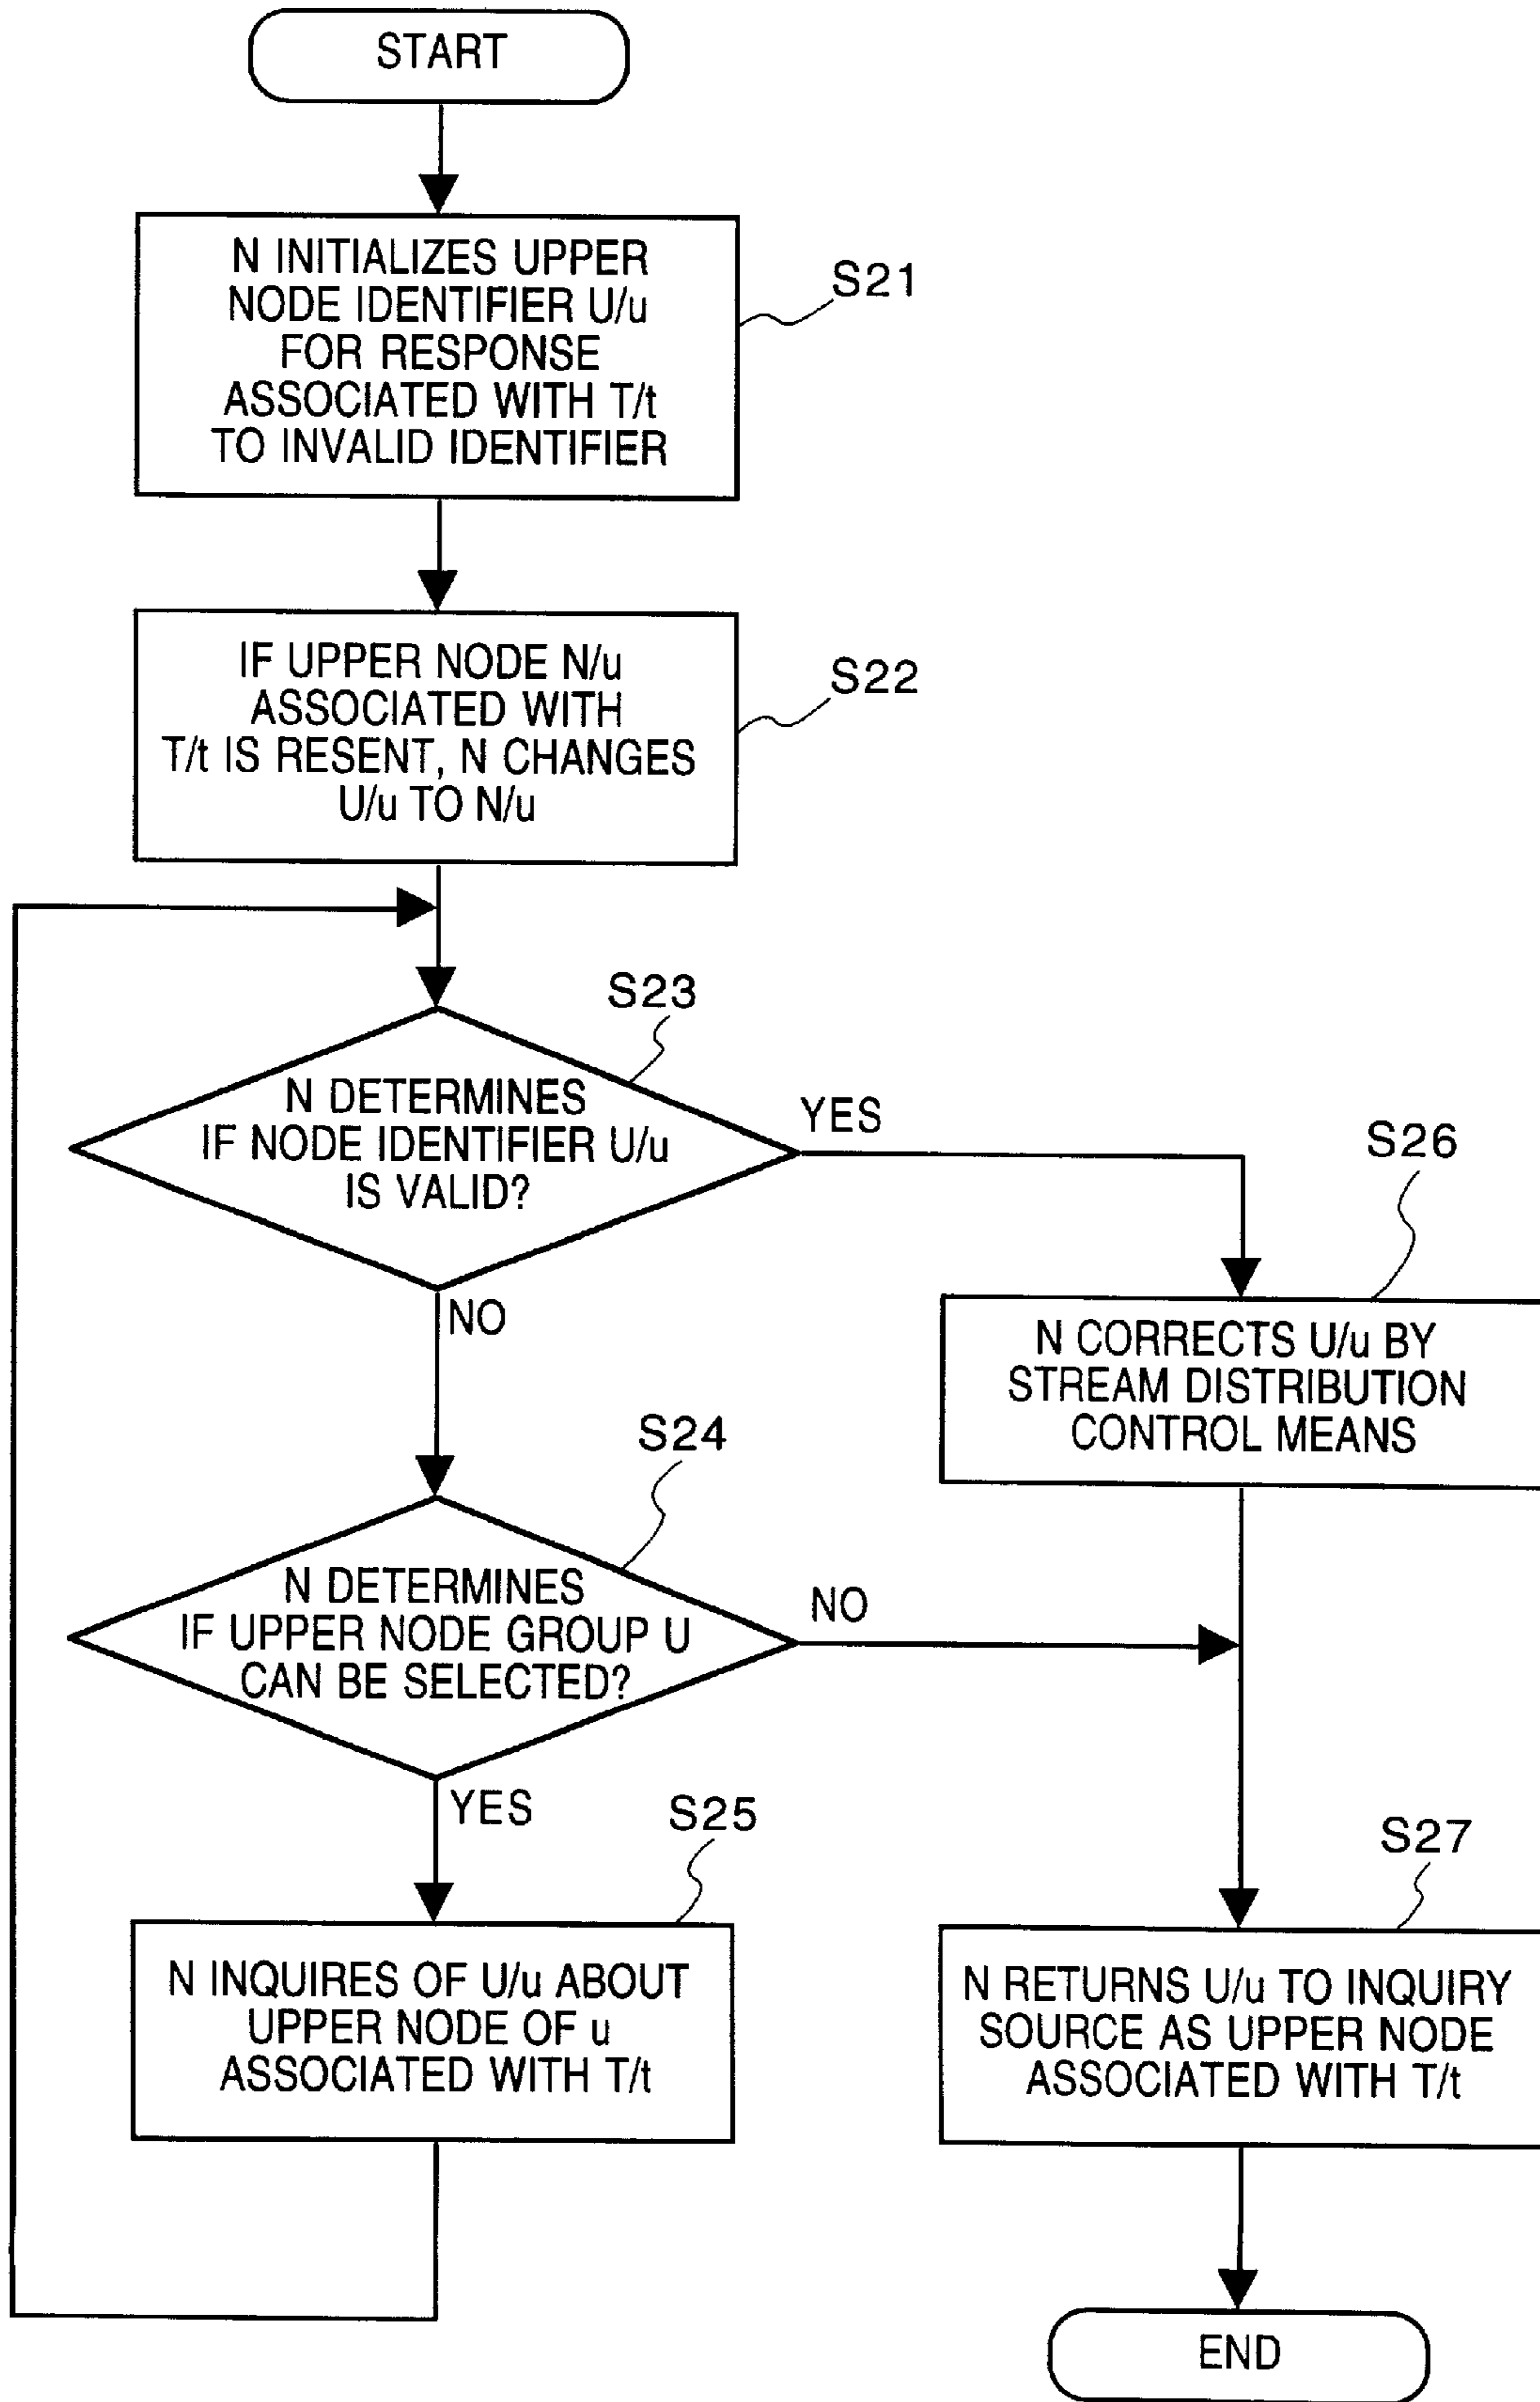 START
N INITIALIZES UPPER
NODE IDENTIFIER U/u
FOR RESPONSE
ASSOCIATED WITH T/t
TO INVALID IDENTIFIER
S21
IF UPPER NODE N/u
ASSOCIATED WITH
T/t IS RESENT, N CHANGES
U/u TO N/u
S22
S23
N DETERMINES
IF NODE IDENTIFIER U/u
IS VALID?
YES
NO
S26
N CORRECTS U/u BY
STREAM DISTRIBUTION
CONTROL MEANS
S24
N DETERMINES
IF UPPER NODE GROUP U
CAN BE SELECTED?
NO
YES
S25
N INQUIRES OF U/u ABOUT
UPPER NODE OF u
ASSOCIATED WITH T/t
S27
N RETURNS U/u TO INQUIRY
SOURCE AS UPPER NODE
ASSOCIATED WITH T/t
END